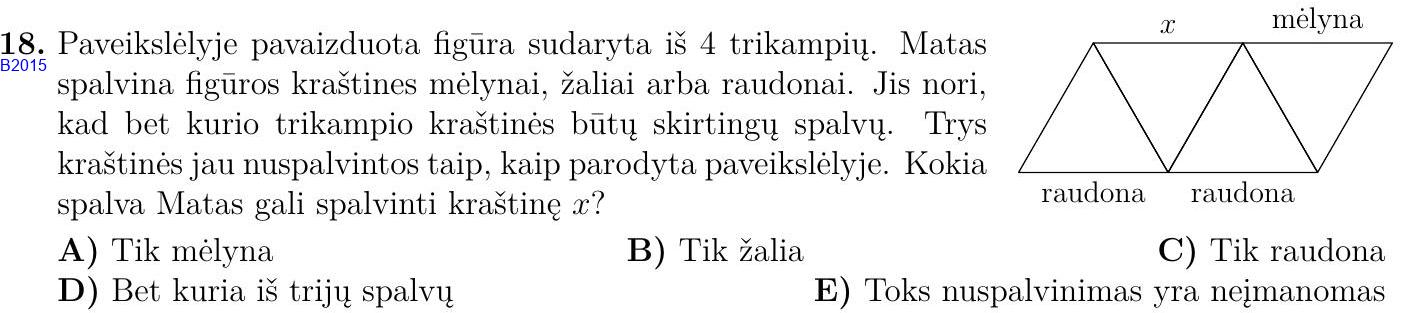 18. Paveikslėlyje pavaizduota figūra sudaryta iš 4 trikampių. Matas
B2015
spalvina figūros kraštines mėlynai, žaliai arba raudonai. Jis nori,
kad bet kurio trikampio kraštinės būtų skirtingų spalvų. Trys
kraštinės jau nuspalvintos taip, kaip parodyta paveikslėlyje. Kokia
spalva Matas gali spalvinti kraštinę x?
x mėlyna
raudona raudona
A) Tik mėlyna B) Tik žalia C) Tik raudona
D) Bet kuria iš trijų spalvų E) Toks nuspalvinimas yra neįmanomas